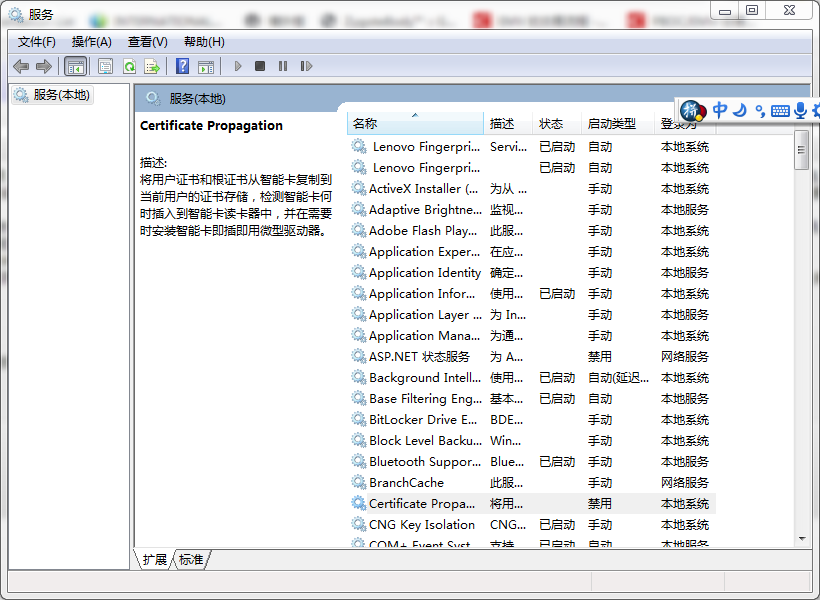 服务
文件(F) 操作(A) 查看(V) 帮助(H)
服务(本地)
服务(本地)
Certificate Propagation
描述:
将用户证书和根证书从智能卡复制到
当前用户的证书存储，检测智能卡何
时插入到智能卡读卡器中，并在需要
时安装智能卡即插即用微型驱动器。
名称 描述 状态 启动类型 登录为
拼 中
Lenovo Fingerpri... Servi... 已启动 自动 本地系统
Lenovo Fingerpri... 已启动 自动 本地系统
ActiveX Installer (... 为从 ... 手动 本地系统
Adaptive Brightne... 监视... 手动 本地服务
Adobe Flash Play... 此服... 手动 本地系统
Application Exper... 在应... 手动 本地系统
Application Identity 确定... 手动 本地服务
Application Infor... 使用... 已启动 手动 本地系统
Application Layer ... 为 In... 手动 本地服务
Application Mana... 为通... 手动 本地系统
ASP.NET 状态服务 为 A... 禁用 网络服务
Background Intell... 使用... 已启动 自动(延迟... 本地系统
Base Filtering Eng... 基本... 已启动 自动 本地服务
BitLocker Drive E... BDE... 手动 本地系统
Block Level Backu... Win... 手动 本地系统
Bluetooth Suppor... Blue... 已启动 手动 本地服务
BranchCache 此服... 手动 网络服务
Certificate Propa... 将用... 禁用 本地系统
CNG Key Isolation CNG... 已启动 手动 本地系统
COM+ Event Syst... 支持... 已启动 自动 本地服务
扩展 标准